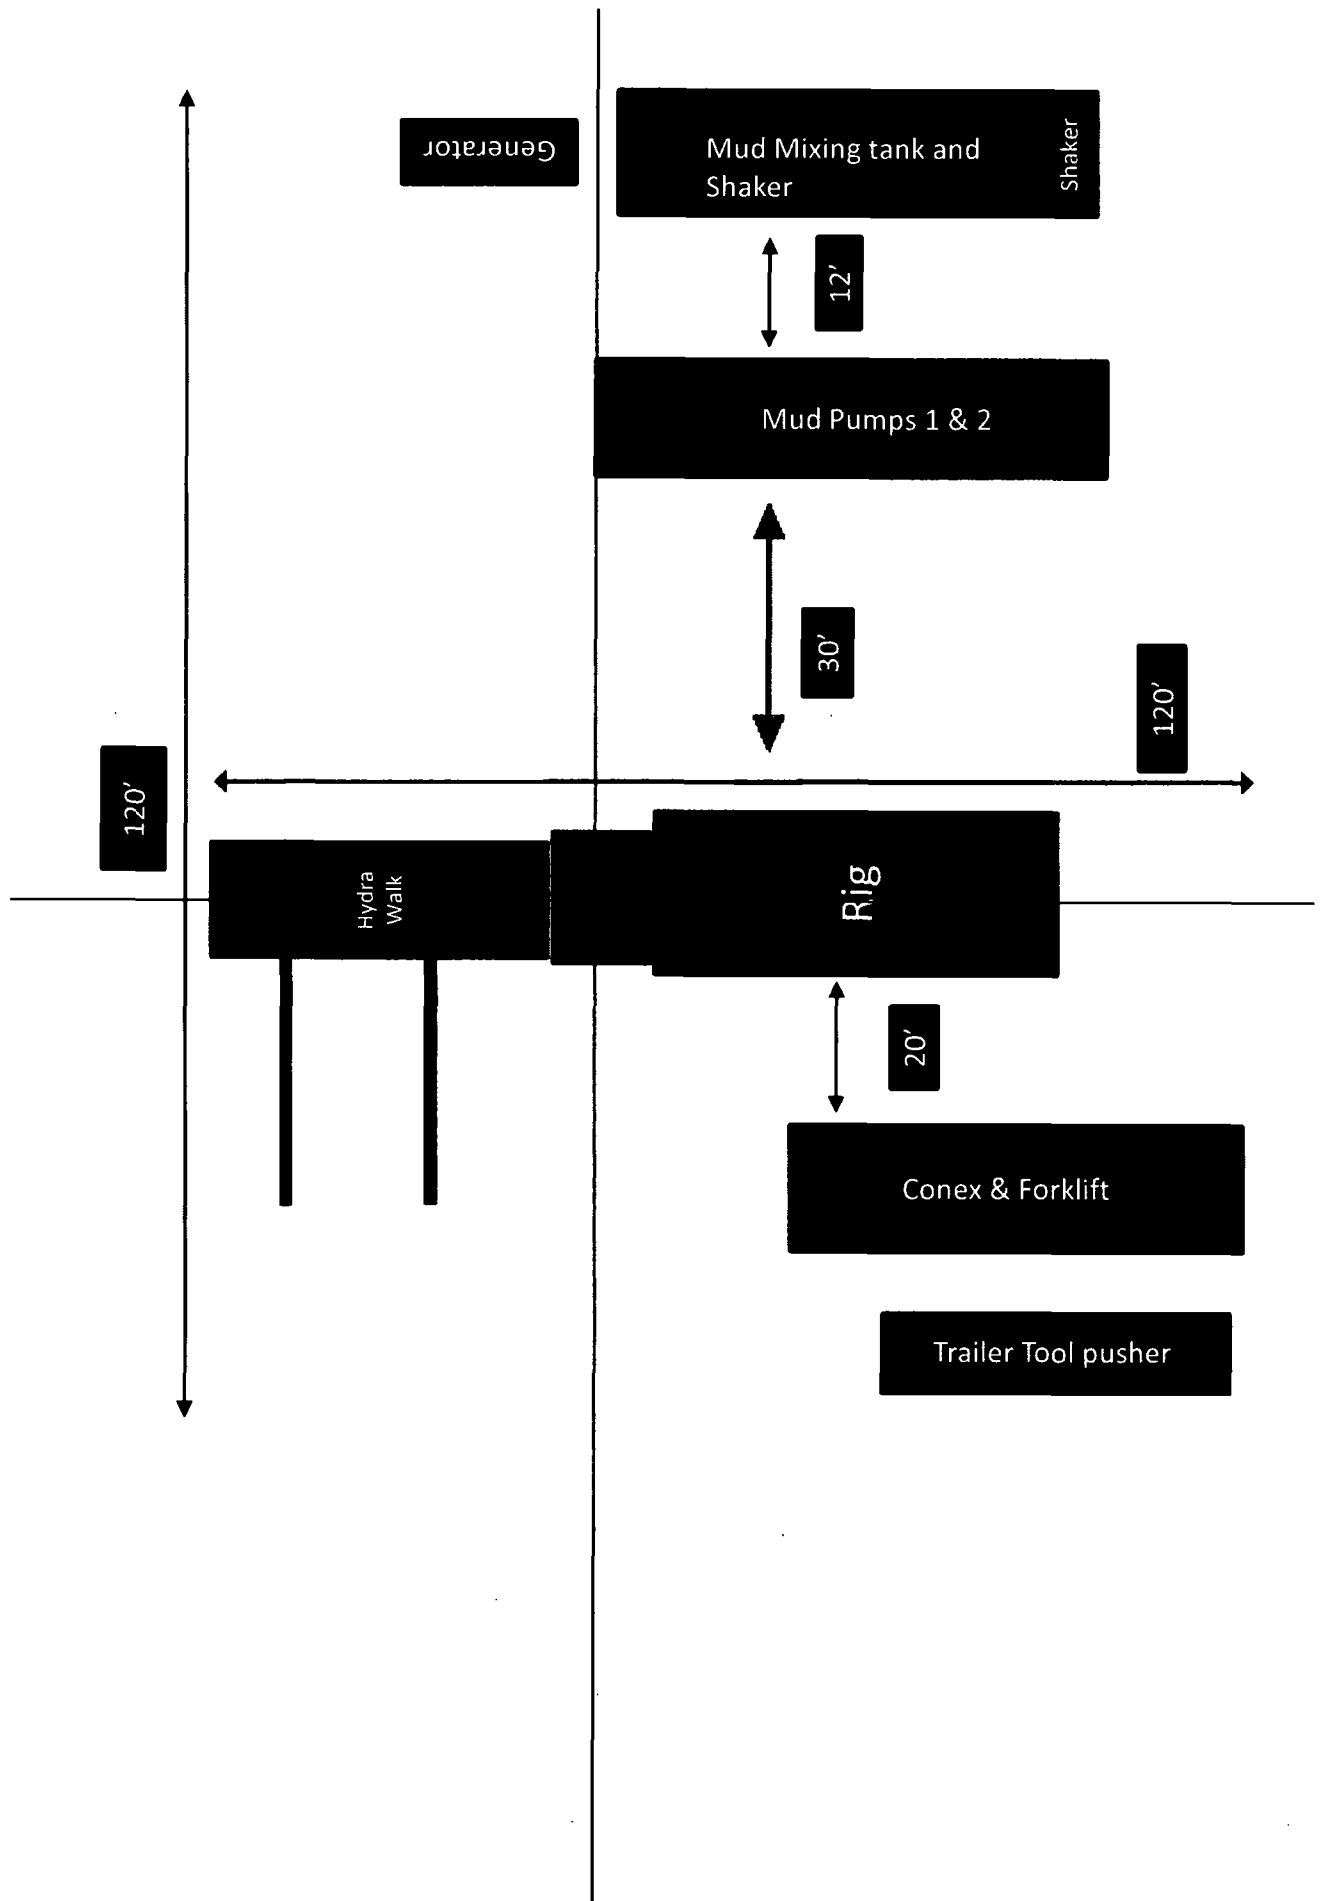 Generator
Mud Mixing tank and
Shaker
Shaker
12'
Mud Pumps 1 & 2
30'
120'
120'
Hydra
Walk
Rig
20'
Conex & Forklift
Trailer Tool pusher